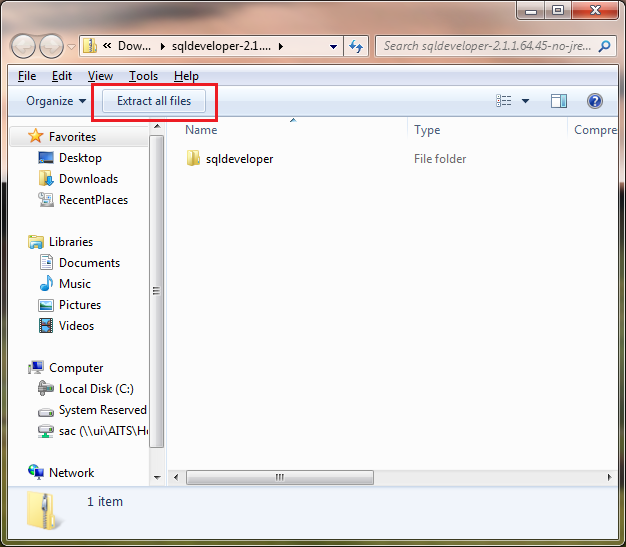 Dow... sqldeveloper-2.1....
Search sqldeveloper-2.1.1.64.45-no-jre...
File Edit View Tools Help
Organize Extract all files
Favorites
Desktop
Downloads
RecentPlaces
Libraries
Documents
Music
Pictures
Videos
Computer
Local Disk (C:)
System Reserved
sac (\\ui\AITS\He
Network
Name Type Compre
sqldeveloper File folder
1 item